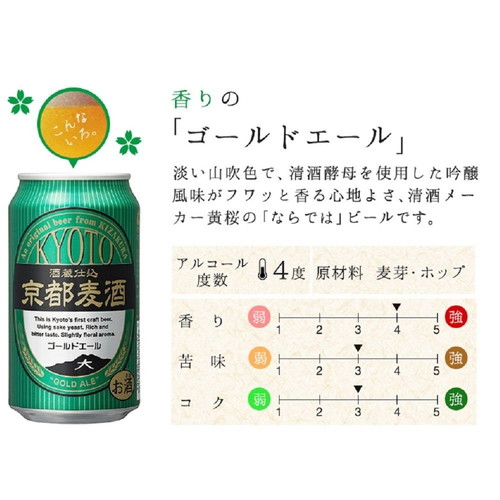 こんな
いろ。
香りの
「ゴールドエール」
淡い山吹色で、清酒酵母を使用した吟醸
風味がフワッと香る心地よさ、清酒メー
カー黄桜の「ならでは」ビールです。
An original beer from KIZAKURA
KYOTO
酒蔵仕込
京都麦酒
This is Kyoto's first craft beer.
Using sake yeast. Rich and
bitter taste. Slightly floral aroma.
ゴールドエール
大
"GOLD ALE"
お酒
アルコール
度数
4度
原材料 麦芽・ホップ
香り 弱 1 2 3 4 5 強
苦味 弱 1 2 3 4 5 強
コク 弱 1 2 3 4 5 強